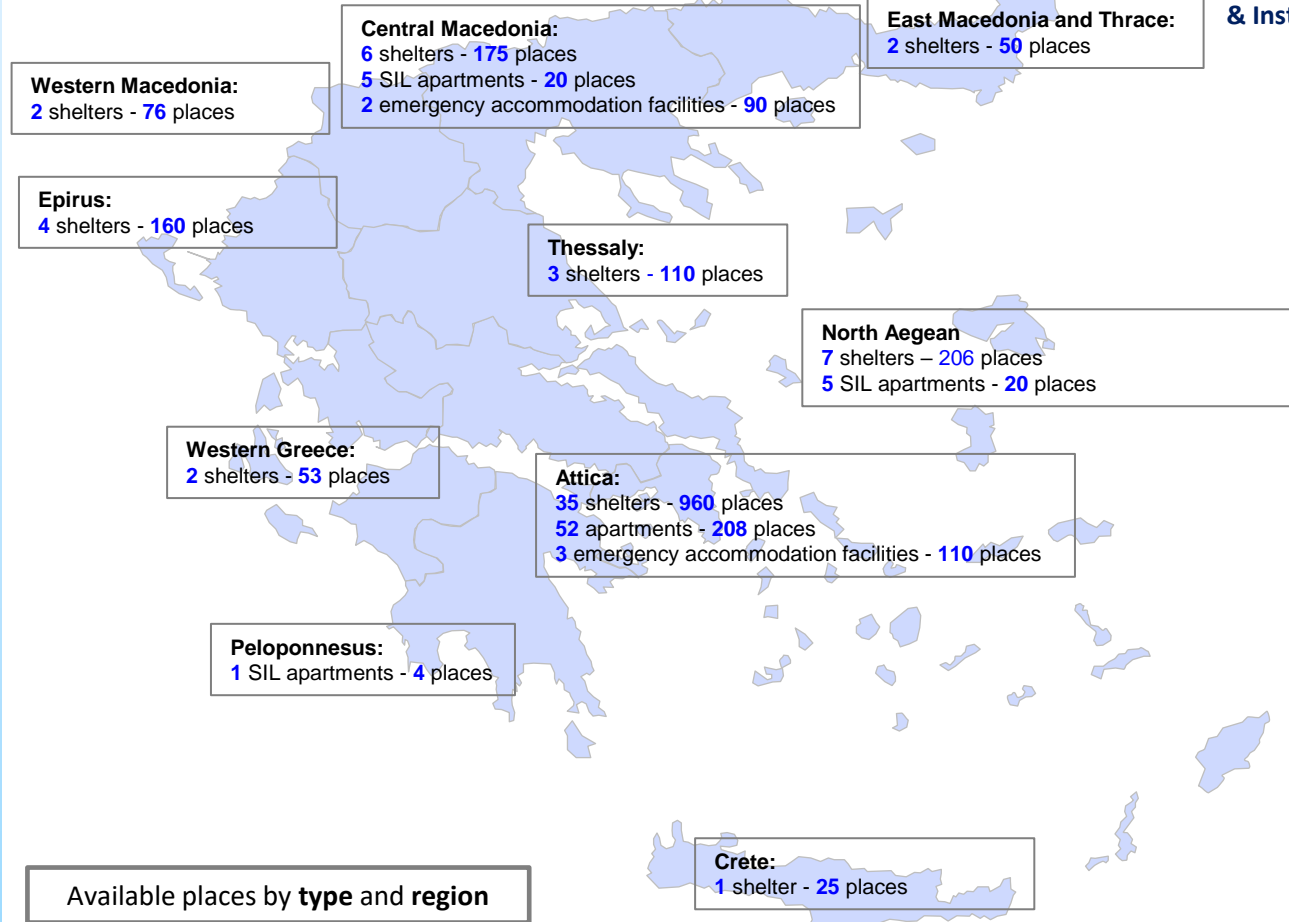 & Inst
Central Macedonia:
6 shelters - 175 places
5 SIL apartments - 20 places
2 emergency accommodation facilities - 90 places
East Macedonia and Thrace:
2 shelters - 50 places
Western Macedonia:
2 shelters - 76 places
Epirus:
4 shelters - 160 places
Thessaly:
3 shelters - 110 places
North Aegean
7 shelters – 206 places
5 SIL apartments - 20 places
Western Greece:
2 shelters - 53 places
Attica:
35 shelters - 960 places
52 apartments - 208 places
3 emergency accommodation facilities - 110 places
Peloponnesus:
1 SIL apartments - 4 places
Crete:
1 shelter - 25 places
Available places by type and region